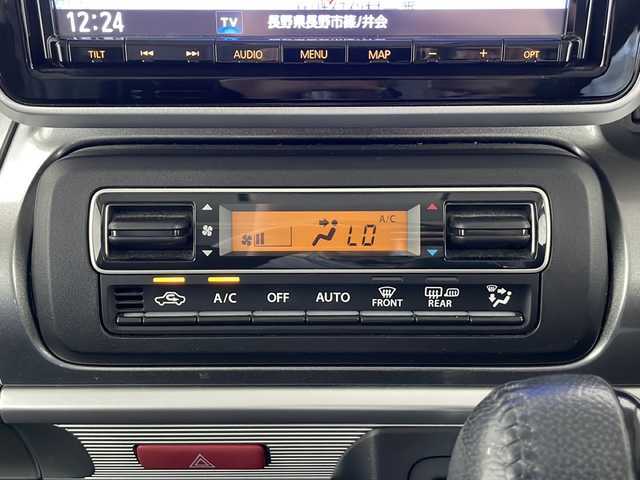 12:24 TV 長野県長野市篠ノ井会
TILT AUDIO MENU MAP − + OPT
A/C
LO
A/C OFF AUTO FRONT REAR